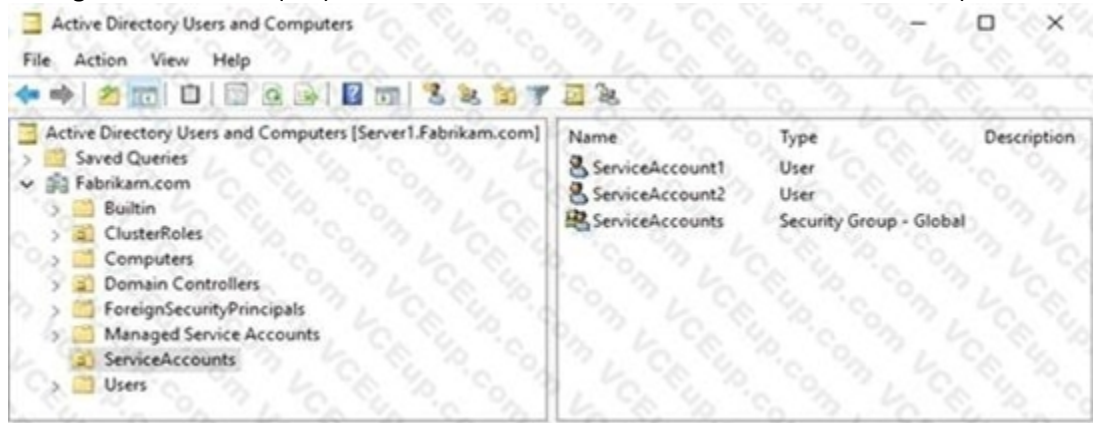 Active Directory Users and Computers
File Action View Help
Active Directory Users and Computers [Server1.Fabrikam.com]
Saved Queries
Fabrikam.com
Builtin
ClusterRoles
Computers
Domain Controllers
ForeignSecurityPrincipals
Managed Service Accounts
ServiceAccounts
Users
Name Type Description
ServiceAccount1 User
ServiceAccount2 User
ServiceAccounts Security Group - Global
VCEup.com